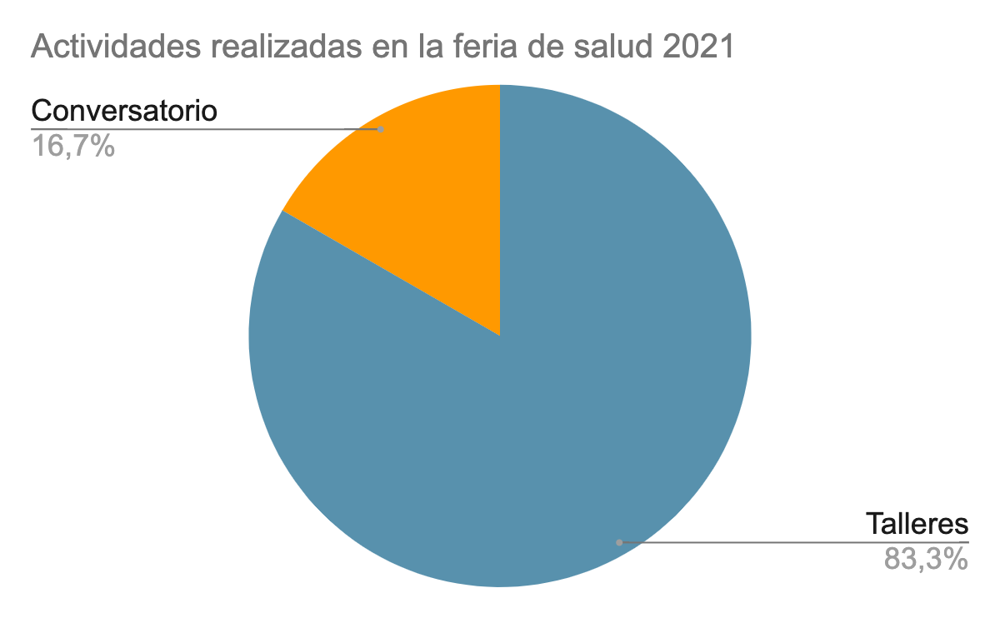 Actividades realizadas en la feria de salud 2021
Conversatorio
16,7%
Talleres
83,3%